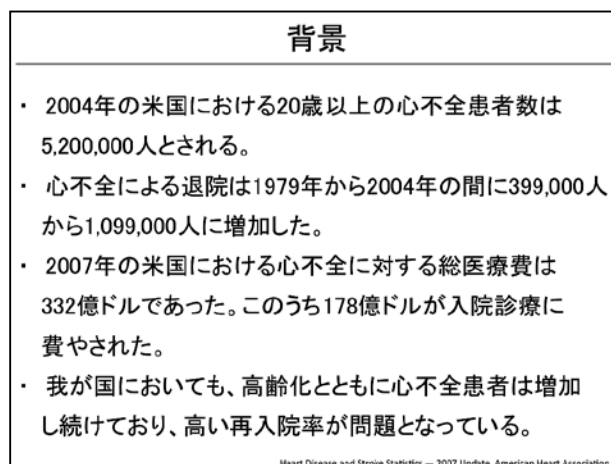 背景
・ 2004年の米国における20歳以上の心不全患者数は
5,200,000人とされる。
・ 心不全による退院は1979年から2004年の間に399,000人
から1,099,000人に増加した。
・ 2007年の米国における心不全に対する総医療費は
332億ドルであった。このうち178億ドルが入院診療に
費やされた。
・ 我が国においても、高齢化とともに心不全患者は増加
し続けており、高い再入院率が問題となっている。
Heart Disease and Stroke Statistics — 2007 Update, American Heart Association